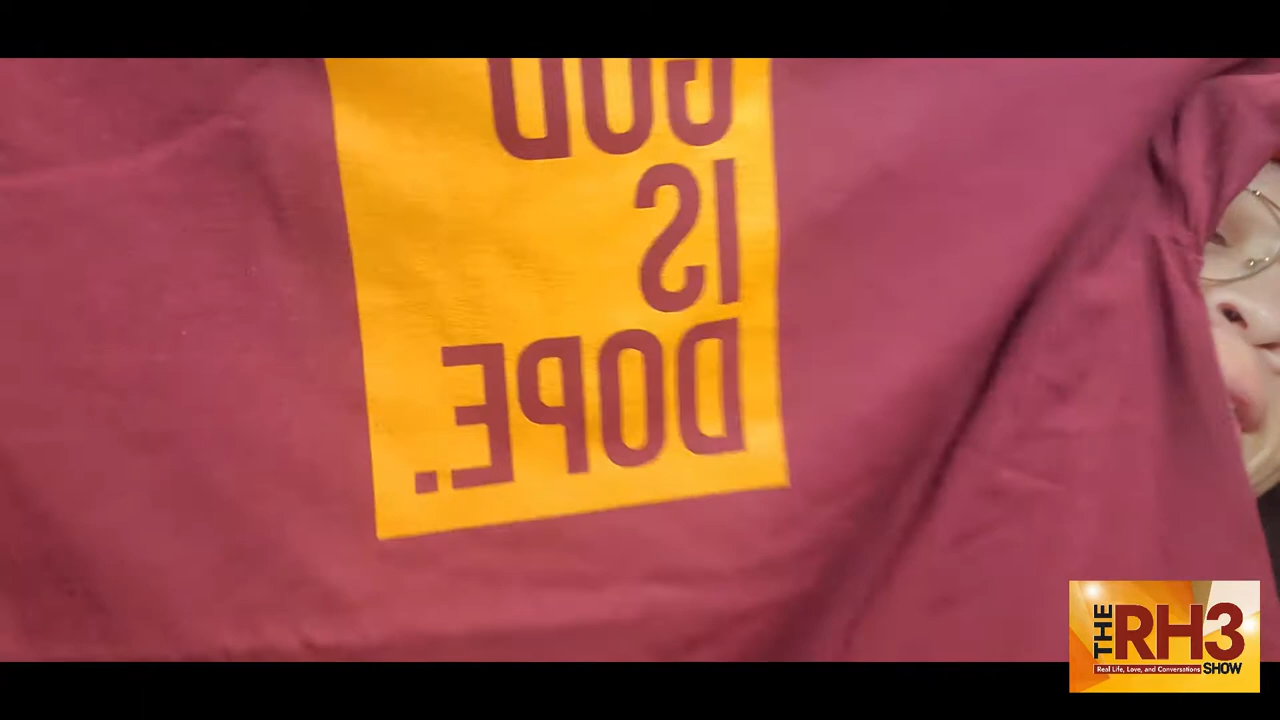 GOD
IS
DOPE.
THE RH3
Real Life, Love, and Conversations SHOW